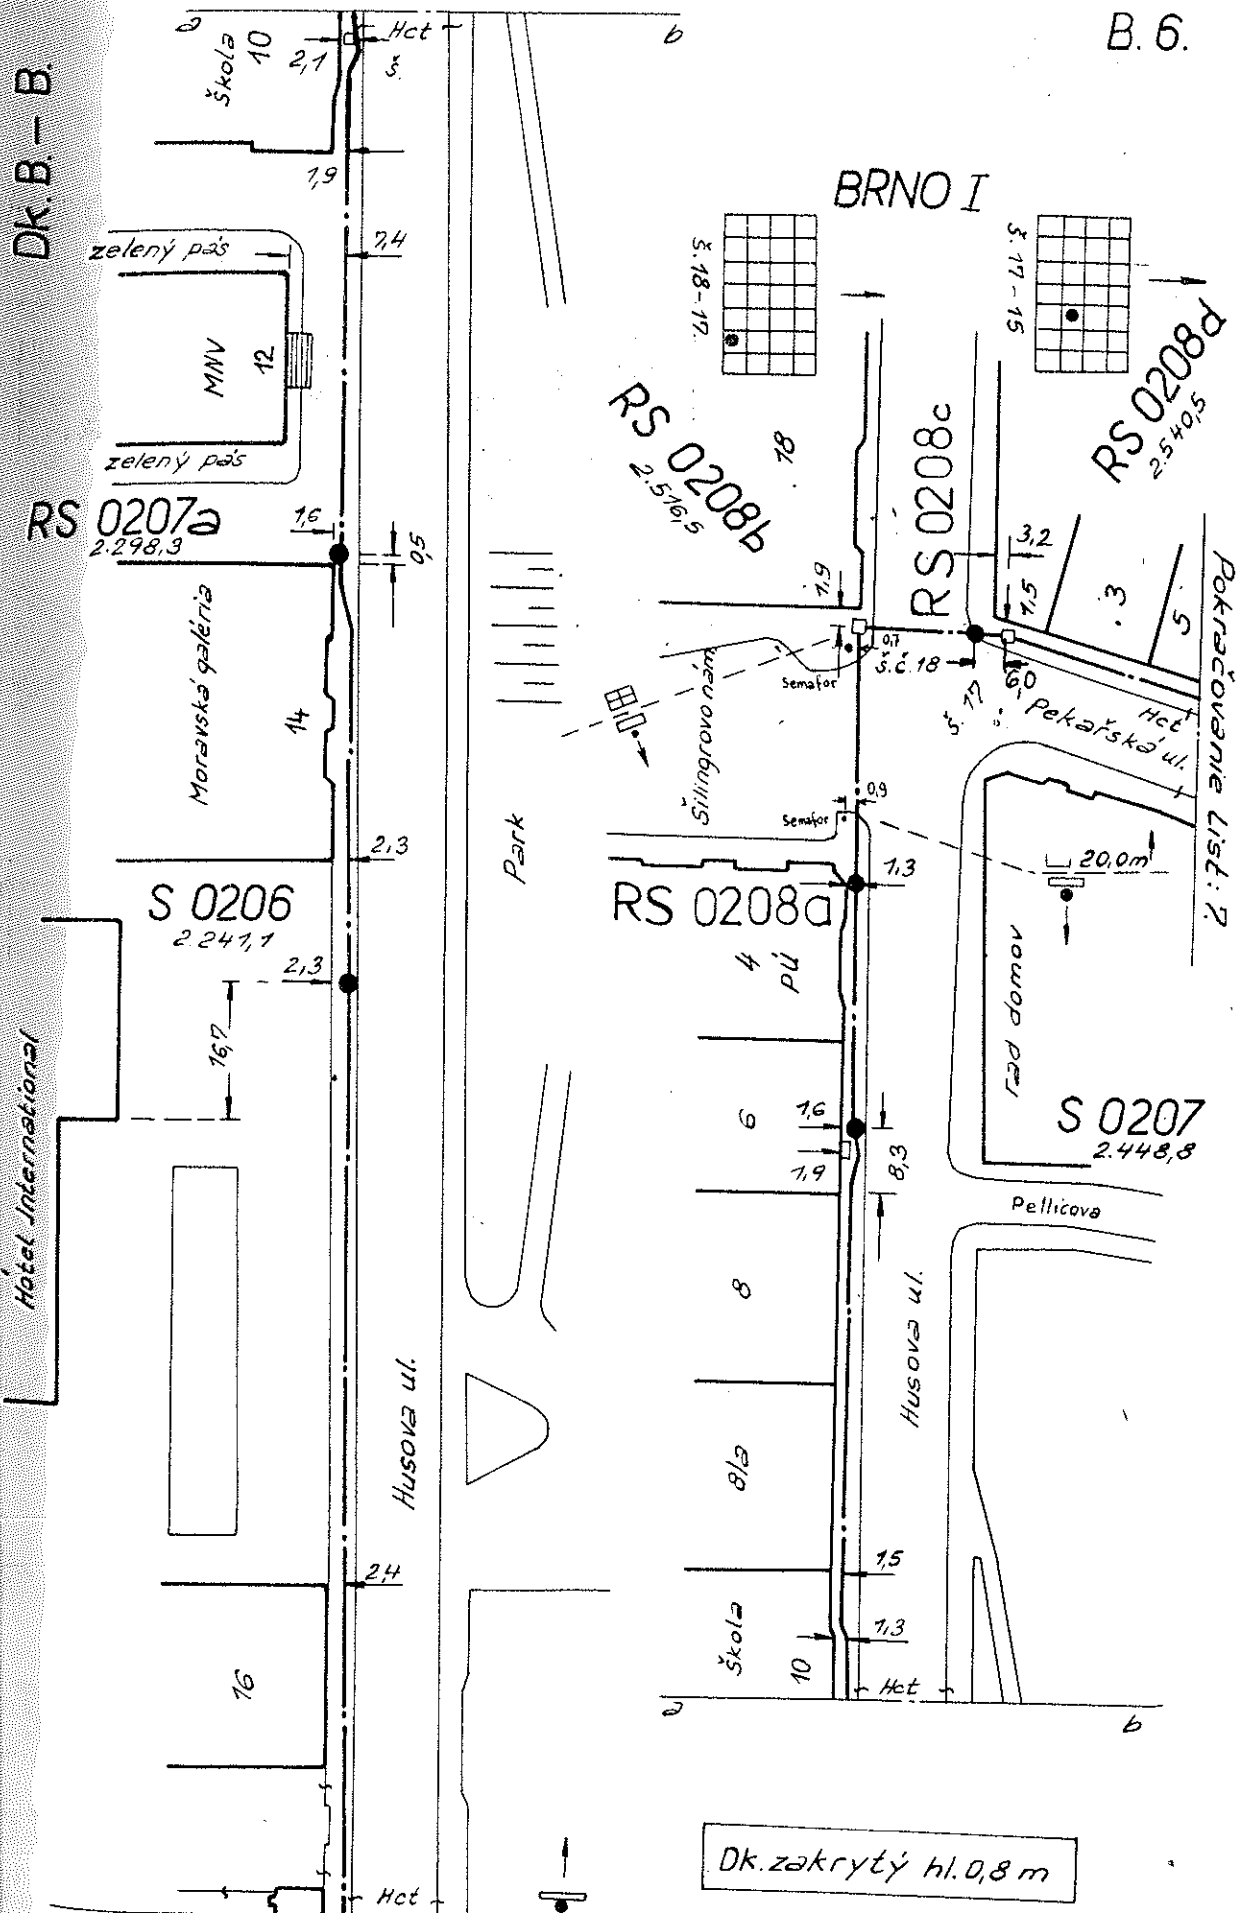 B. 6.
Dk. B. – B.
a
Hct
b
Škola
10
2,1
š.
1,9
7,4
zelený pás
MNV
12
zelený pás
RS 0207a
2.298,3
1,6
0,5
Moravská galéria
14
2,3
S 0206
2.241,1
2,3
16,7
Hotel International
Park
Husova ul.
2,4
16
Hct
BRNO I
š. 18-17.
š. 17-15
RS 0208b
2.516,5
18
RS 0208c
RS 0208d
2.540,5
3,2
1,5
3
5
1,9
0,7
š.č. 18
Semafor
š. 17
6,0
Hct
Pekařská ul.
Pokračovanie List: 7.
Šilingrovo nám.
0,9
Semafor
20,0m
1,3
RS 0208a
4
PÚ
S 0207
2.448,8
6
1,6
1,9
8,3
Pellicova
8
Husova ul.
8/a
1,5
Škola
10
1,3
Hct
a
b
Dk. zakrytý hl. 0,8 m